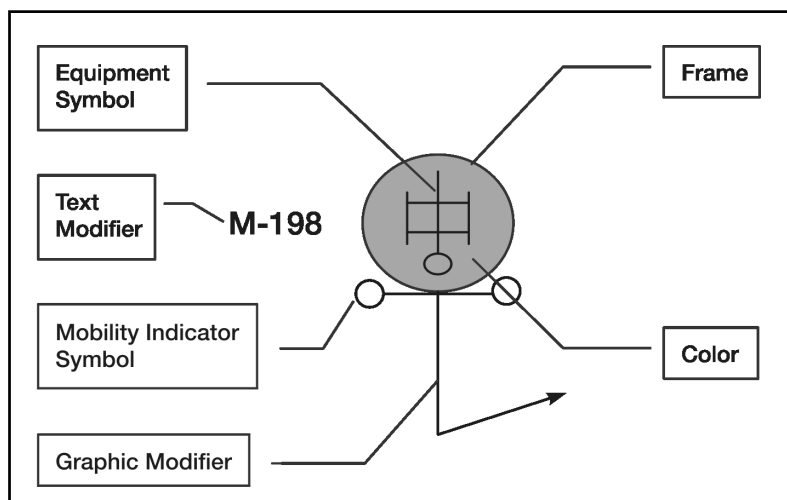 Equipment
Symbol
Frame
Text
Modifier
M-198
Mobility Indicator
Symbol
Color
Graphic Modifier